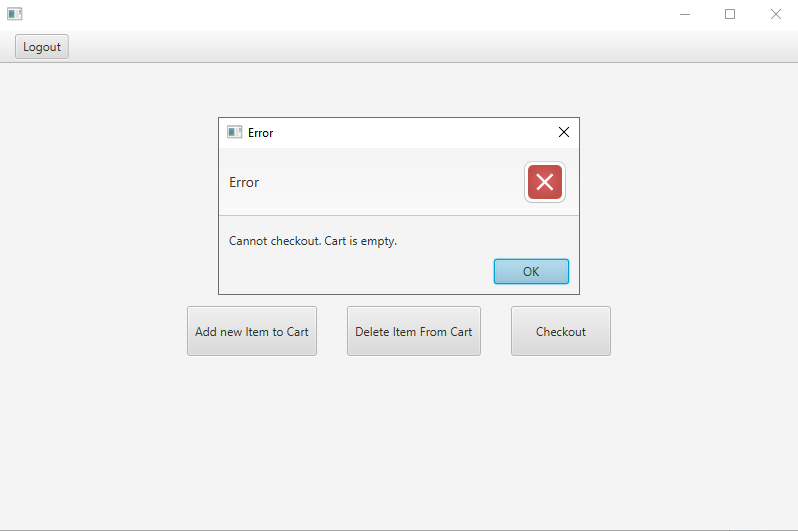 Logout
Error
Error
Cannot checkout. Cart is empty.
OK
Add new Item to Cart
Delete Item From Cart
Checkout